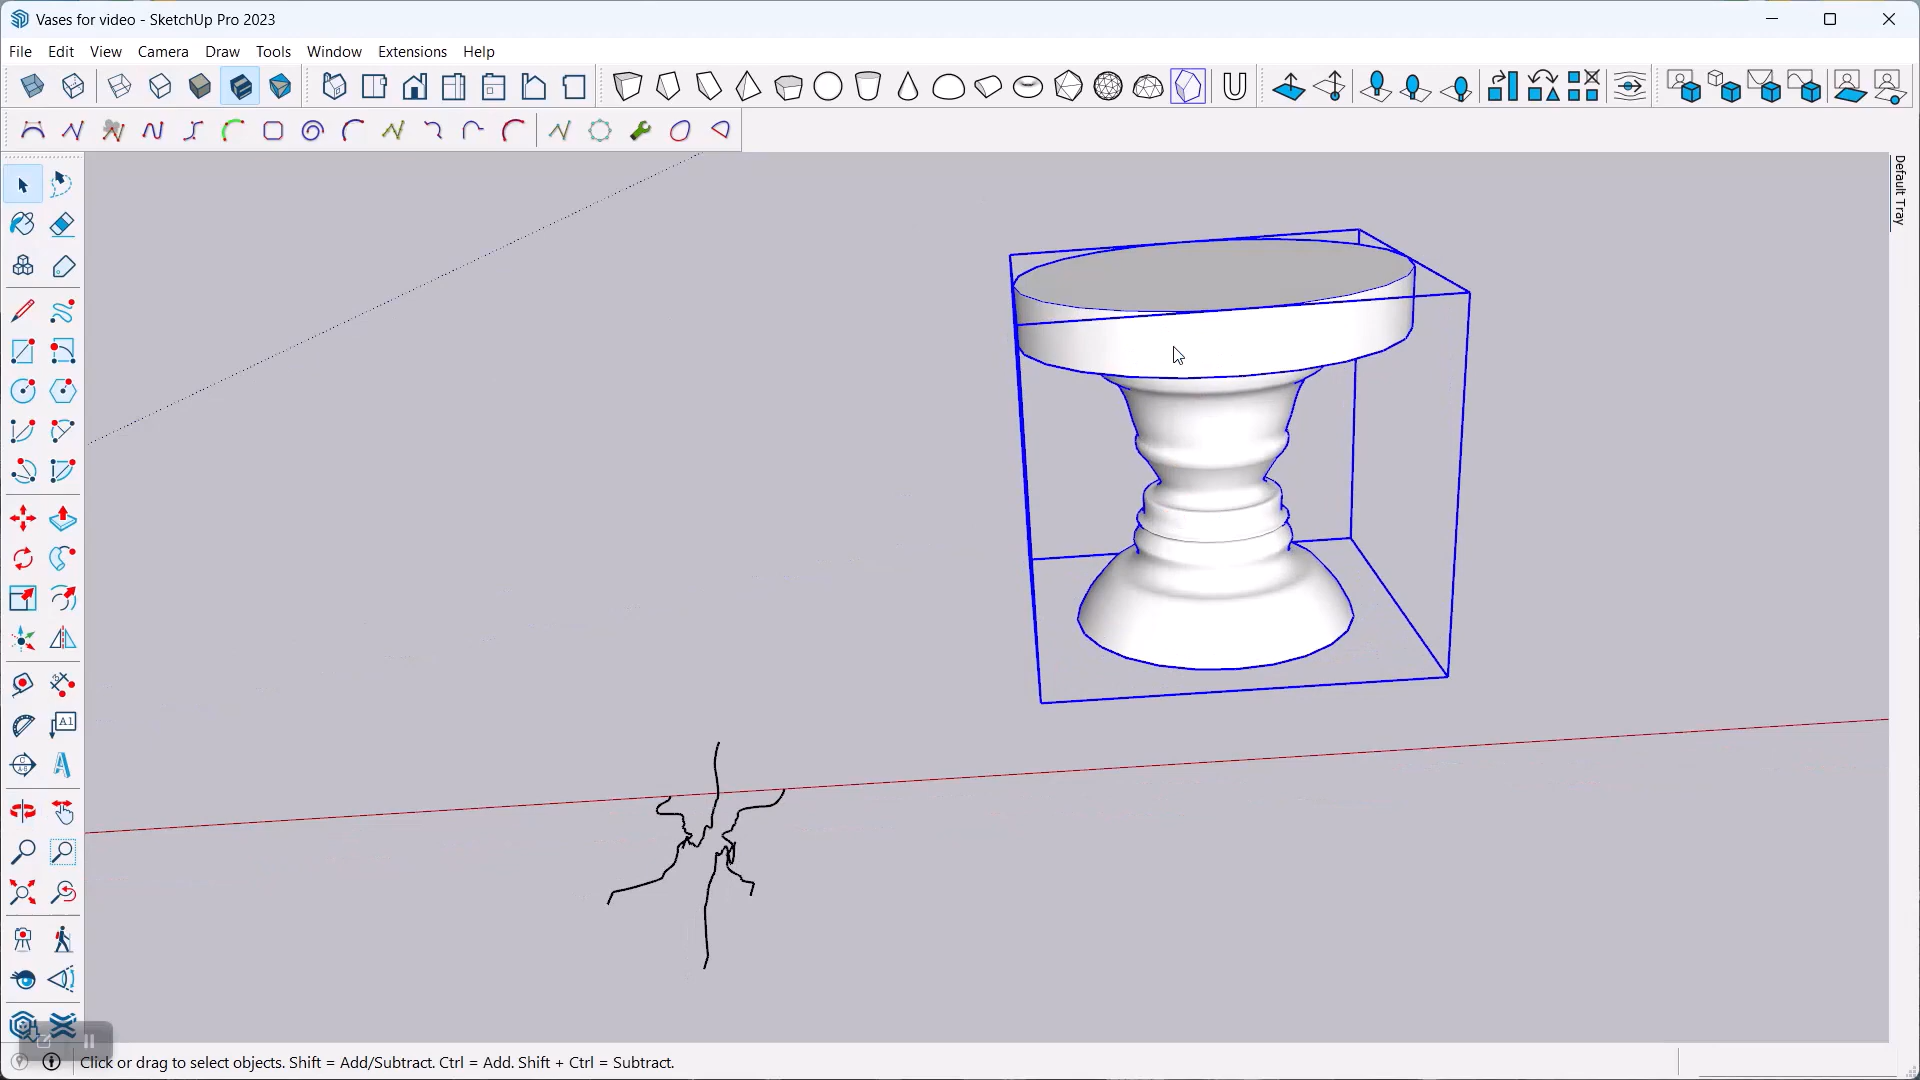 Vases for video - SketchUp Pro 2023
File Edit View Camera Draw Tools Window Extensions Help
Default Tray
A1
Click or drag to select objects. Shift = Add/Subtract. Ctrl = Add. Shift + Ctrl = Subtract.